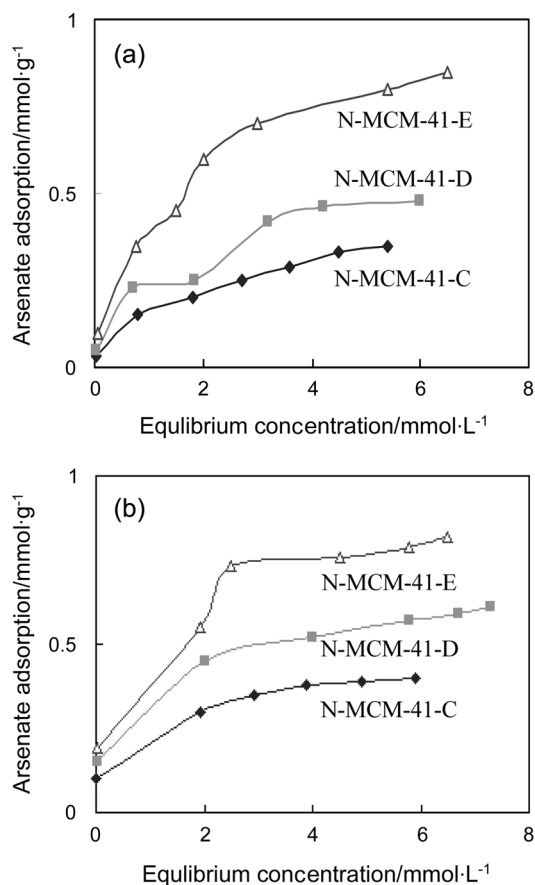 1
(a)
N-MCM-41-E
N-MCM-41-D
0.5
N-MCM-41-C
0
0 2 4 6 8
Arsenate adsorption/mmol·g-1
Equlibrium concentration/mmol·L-1
1
(b)
N-MCM-41-E
0.5
N-MCM-41-D
N-MCM-41-C
0
0 2 4 6 8
Arsenate adsorption/mmol·g-1
Equlibrium concentration/mmol·L-1